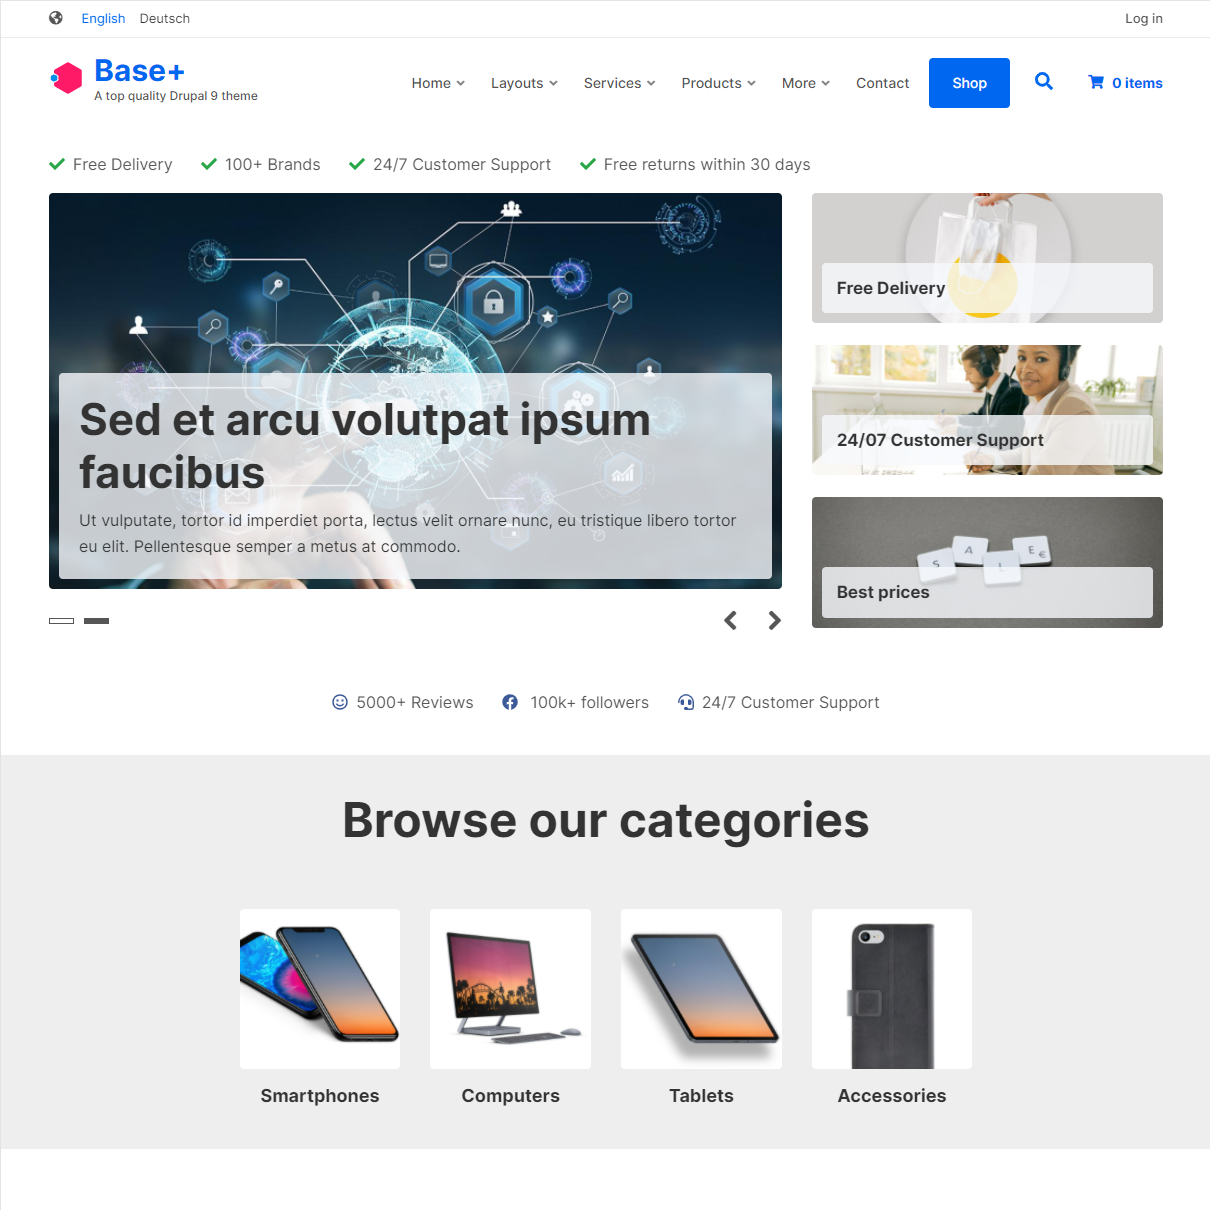 English Deutsch Log in
Base+
A top quality Drupal 9 theme
Home Layouts Services Products More Contact Shop 0 items
Free Delivery 100+ Brands 24/7 Customer Support Free returns within 30 days
Sed et arcu volutpat ipsum
faucibus
Ut vulputate, tortor id imperdiet porta, lectus velit ornare nunc, eu tristique libero tortor
eu elit. Pellentesque semper a metus at commodo.
Free Delivery
24/07 Customer Support
S A L E €
Best prices
5000+ Reviews 100k+ followers 24/7 Customer Support
Browse our categories
Smartphones Computers Tablets Accessories